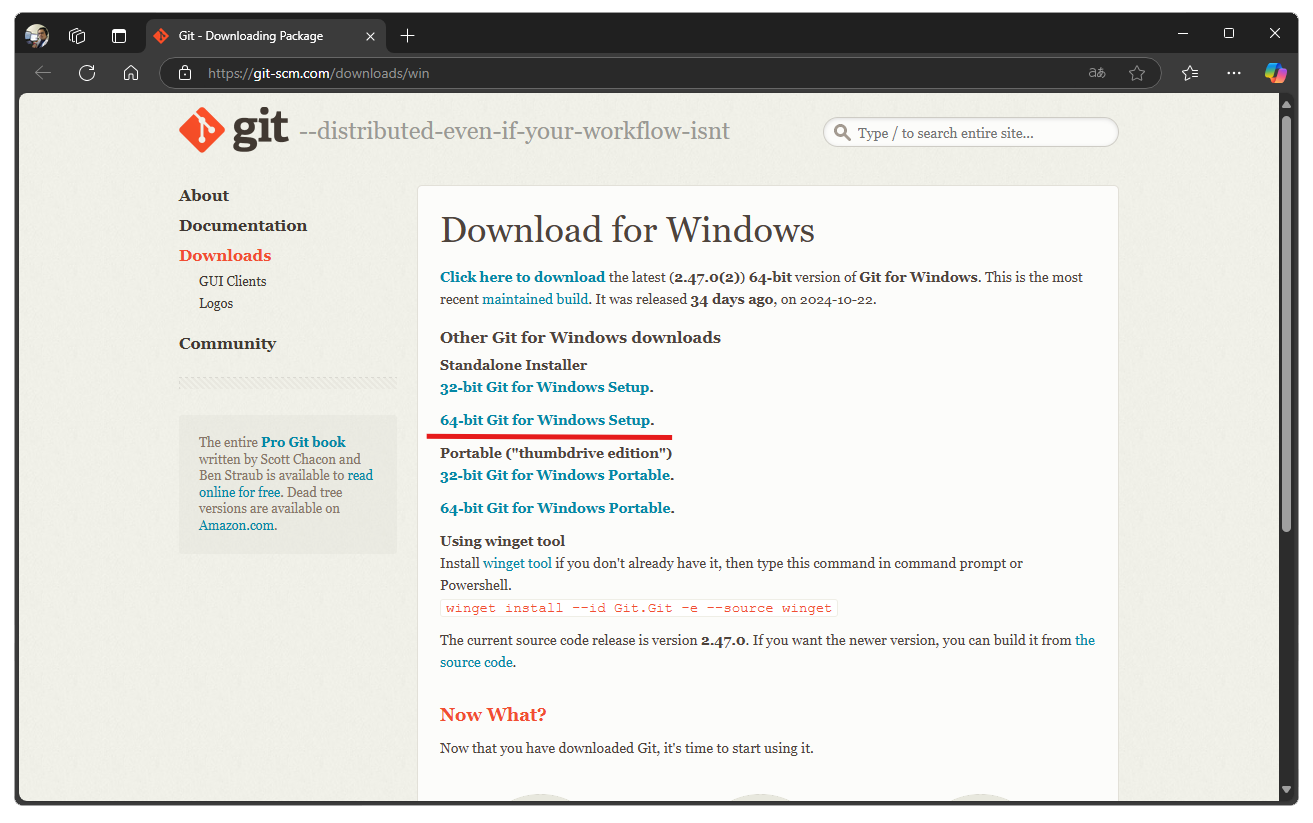 Git - Downloading Package
https://git-scm.com/downloads/win
aあ
git --distributed-even-if-your-workflow-isnt
Type / to search entire site...
About
Documentation
Downloads
GUI Clients
Logos
Community
The entire Pro Git book
written by Scott Chacon and
Ben Straub is available to read
online for free. Dead tree
versions are available on
Amazon.com.
Download for Windows
Click here to download the latest (2.47.0(2)) 64-bit version of Git for Windows. This is the most
recent maintained build. It was released 34 days ago, on 2024-10-22.
Other Git for Windows downloads
Standalone Installer
32-bit Git for Windows Setup.
64-bit Git for Windows Setup.
Portable ("thumbdrive edition")
32-bit Git for Windows Portable.
64-bit Git for Windows Portable.
Using winget tool
Install winget tool if you don't already have it, then type this command in command prompt or
Powershell.
winget install --id Git.Git -e --source winget
The current source code release is version 2.47.0. If you want the newer version, you can build it from the
source code.
Now What?
Now that you have downloaded Git, it's time to start using it.